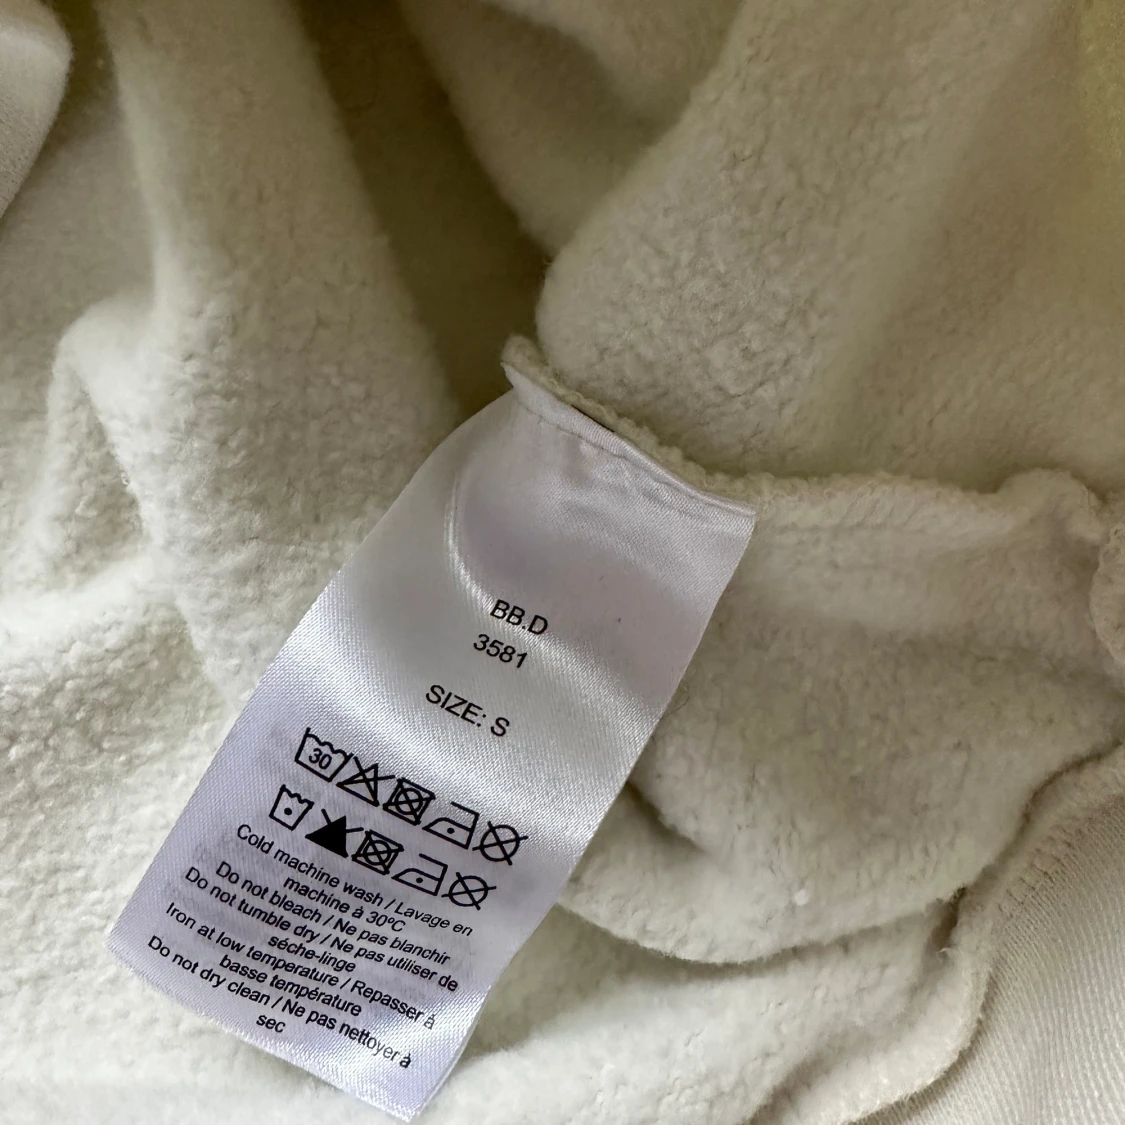 BB.D
3581
SIZE: S
30
Cold machine wash / Lavage en
machine à 30ºC
Do not bleach / Ne pas blanchir
Do not tumble dry / Ne pas utiliser de
séche-linge
Iron at low temperature / Repasser à
basse température
Do not dry clean / Ne pas nettoyer à
sec